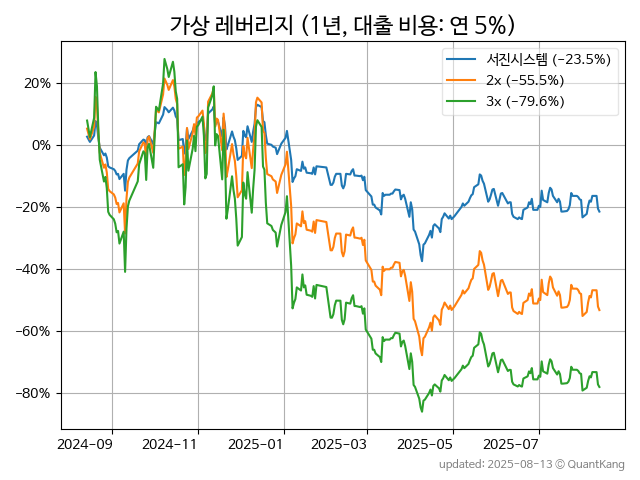 가상 레버리지 (1년, 대출 비용: 연 5%)
서진시스템 (−23.5%)
2x (−55.5%)
3x (−79.6%)
20%
0%
−20%
−40%
−60%
−80%
2024-09 2024-11 2025-01 2025-03 2025-05 2025-07
updated: 2025-08-13 © QuantKang